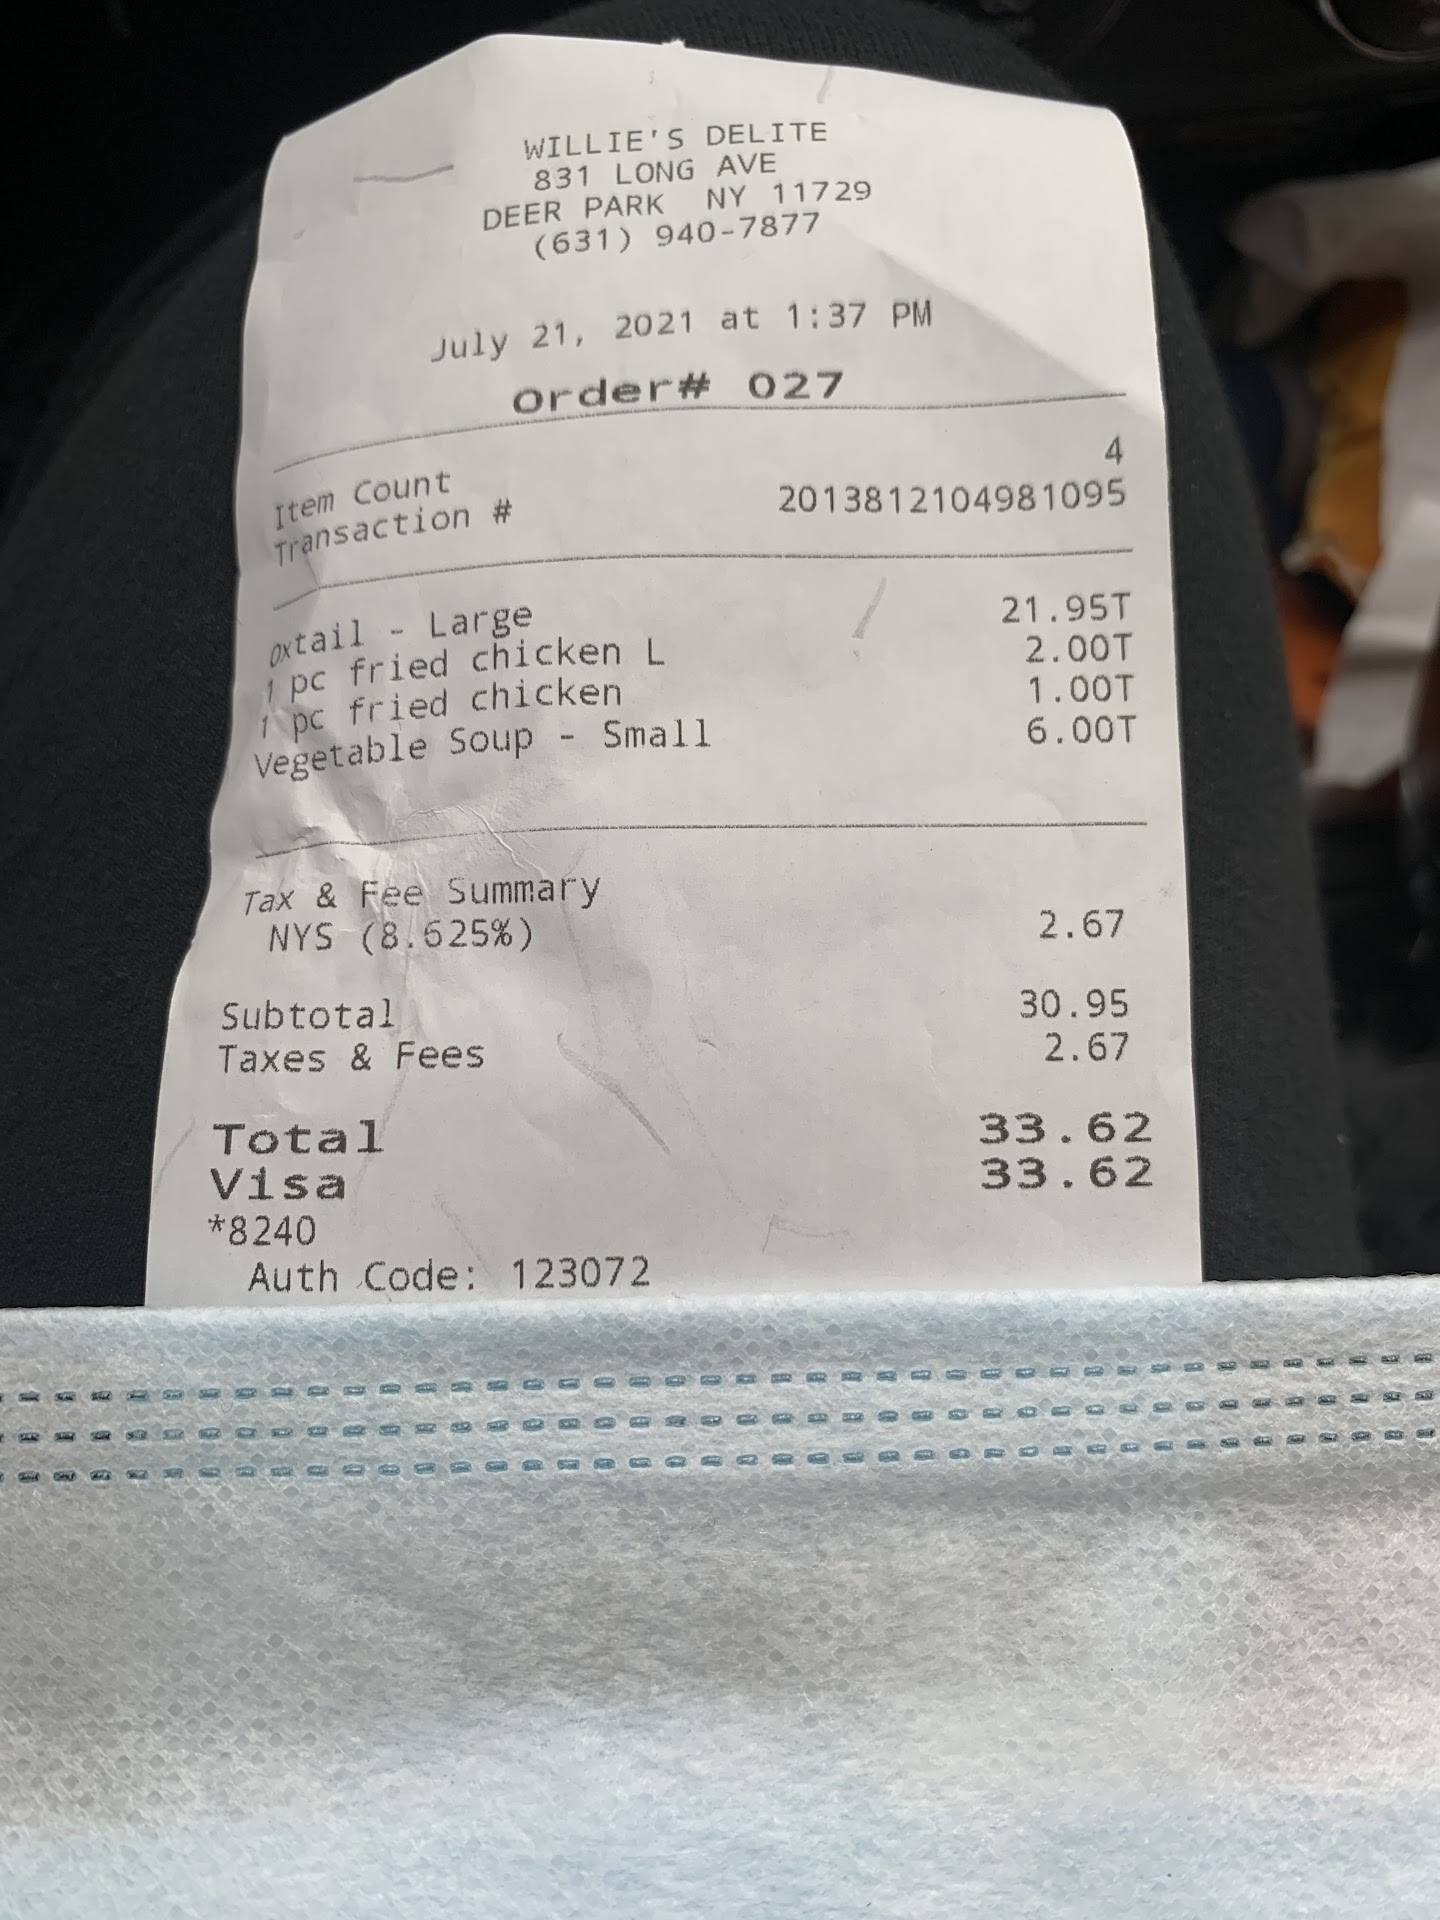 WILLIE'S DELITE
831 LONG AVE
DEER PARK NY 11729
(631) 940-7877
July 21, 2021 at 1:37 PM
Order# 027
Item Count 4
Transaction # 2013812104981095
Oxtail - Large 21.95T
1 pc fried chicken L 2.00T
1 pc fried chicken 1.00T
Vegetable Soup - Small 6.00T
Tax & Fee Summary
NYS (8.625%) 2.67
Subtotal 30.95
Taxes & Fees 2.67
Total 33.62
Visa 33.62
*8240
Auth Code: 123072